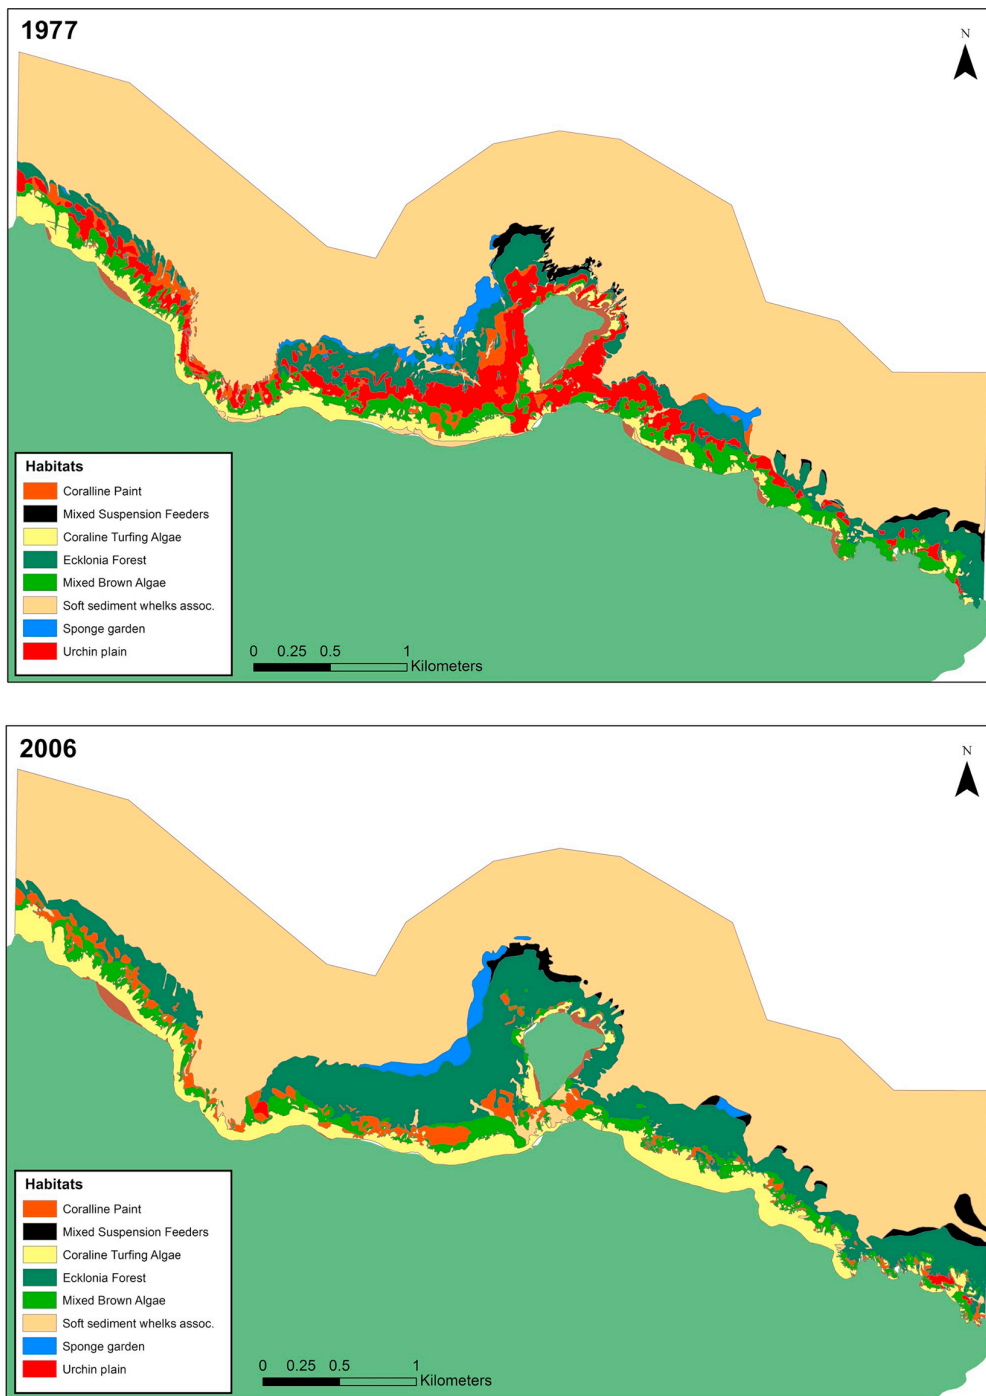 1977
N
Habitats
Coralline Paint
Mixed Suspension Feeders
Coraline Turfing Algae
Ecklonia Forest
Mixed Brown Algae
Soft sediment whelks assoc.
Sponge garden
Urchin plain
0 0.25 0.5 1
Kilometers
2006
N
Habitats
Coralline Paint
Mixed Suspension Feeders
Coraline Turfing Algae
Ecklonia Forest
Mixed Brown Algae
Soft sediment whelks assoc.
Sponge garden
Urchin plain
0 0.25 0.5 1
Kilometers